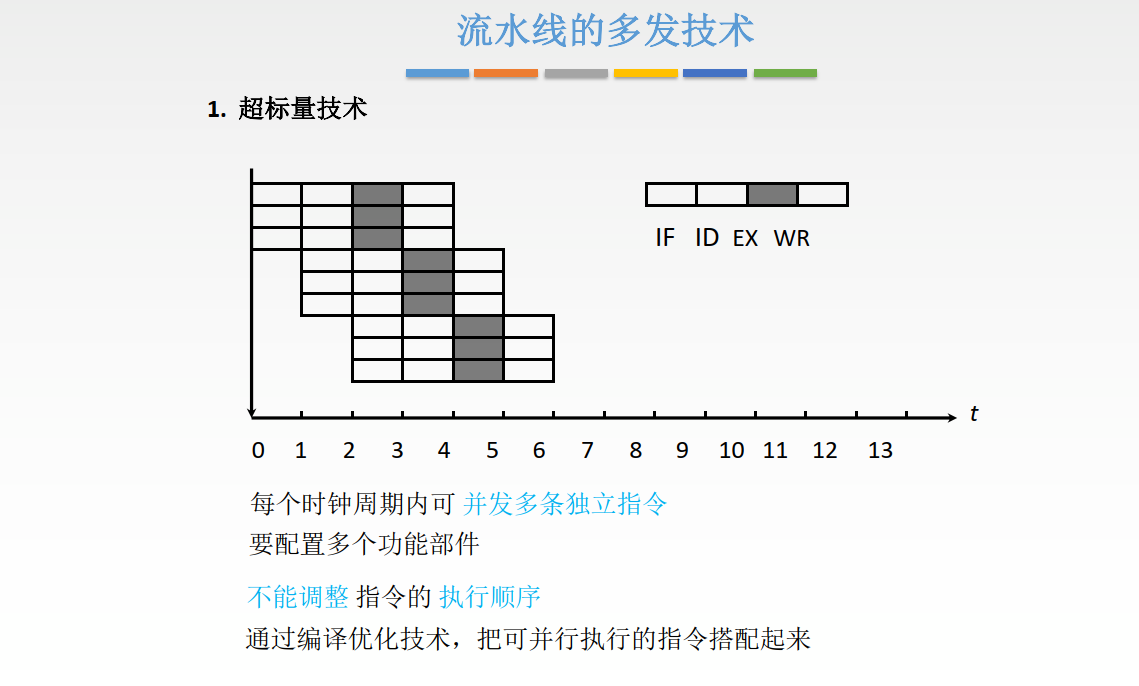 流水线的多发技术
1. 超标量技术
IF ID EX WR
t
0 1 2 3 4 5 6 7 8 9 10 11 12 13
每个时钟周期内可 并发多条独立指令
要配置多个功能部件
不能调整 指令的 执行顺序
通过编译优化技术，把可并行执行的指令搭配起来